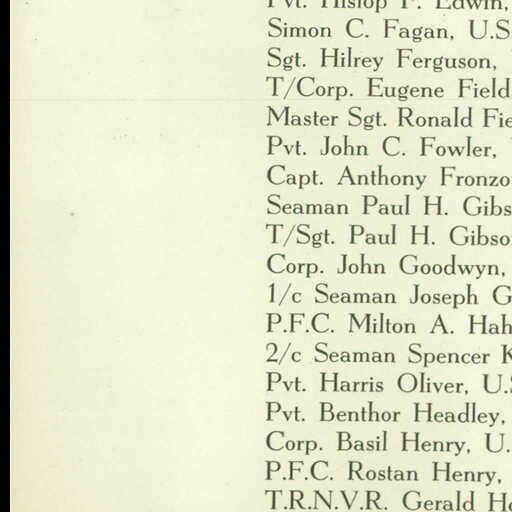 Pvt. Hislop F. Edwin,
Simon C. Fagan, U.S
Sgt. Hilrey Ferguson,
T/Corp. Eugene Field
Master Sgt. Ronald Fie
Pvt. John C. Fowler,
Capt. Anthony Fronzo
Seaman Paul H. Gibs
T/Sgt. Paul H. Gibso
Corp. John Goodwyn,
1/c Seaman Joseph G
P.F.C. Milton A. Hah
2/c Seaman Spencer K
Pvt. Harris Oliver, U.S
Pvt. Benthor Headley,
Corp. Basil Henry, U.
P.F.C. Rostan Henry,
T.R.N.V.R. Gerald He